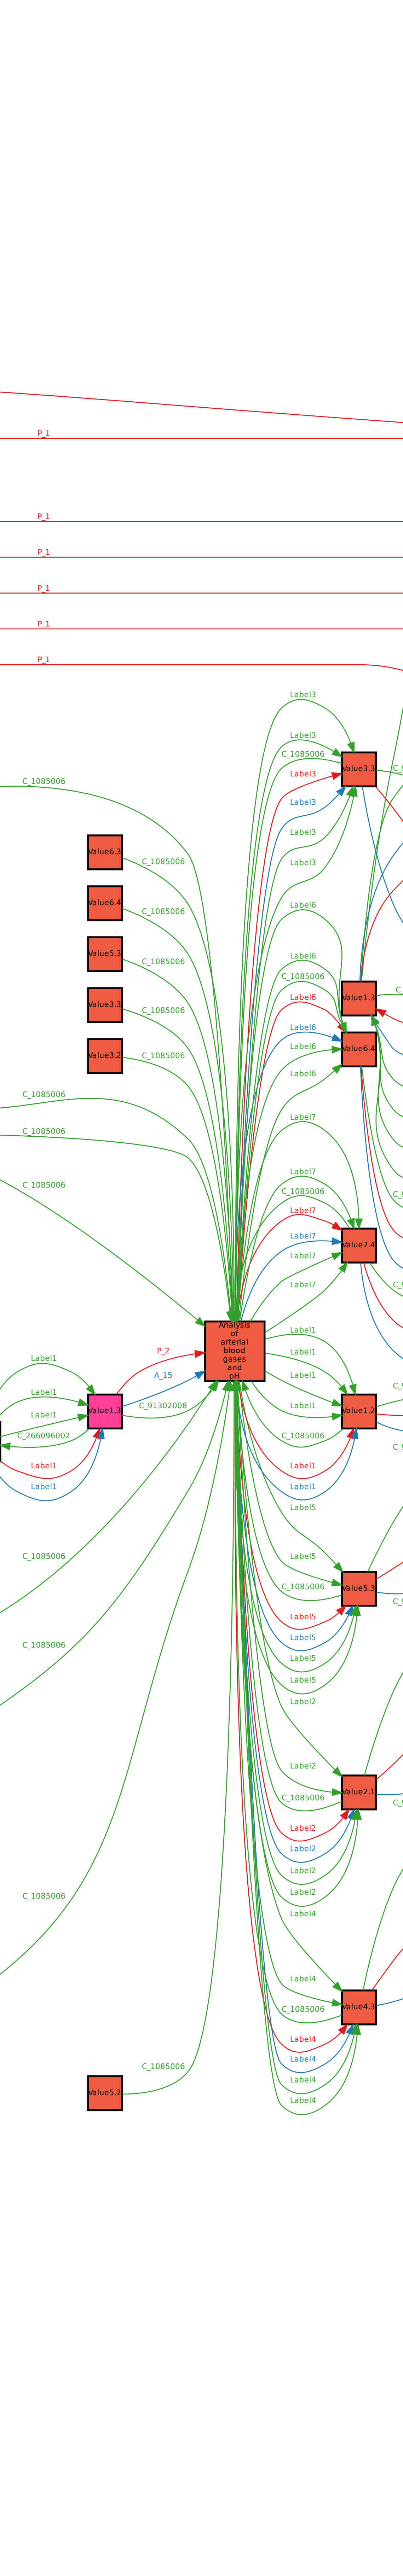 P_1
P_1
P_1
P_1
P_1
P_1
Label3
Label3
C_1085006
Label3
C_1085006
Label3
Label3
Label3
Value3.3
Value6.3
C_1085006
Value6.4
C_1085006
Label6
Value5.3
C_1085006
Label6
C_1085006
Label6
Value1.3
Value3.3
C_1085006
Label6
Value6.4
Label6
Value3.2
C_1085006
Label6
C_1085006
Label7
C_1085006
Label7
C_1085006
C_1085006
Label7
Label7
Value7.4
Label7
Label7
Analysis
of
arterial
blood
gases
and
pH
Label1
P_2
Label1
Label1
A_15
Label1
Label1
C_91302008
Label1
Value1.3
Value1.2
Label1
C_266096002
C_1085006
Label1
Label1
Label1
Label1
Label5
C_1085006
Label5
C_1085006
Value5.3
Label5
Label5
C_1085006
Label5
Label5
Label2
Label2
C_1085006
Value2.1
Label2
Label2
Label2
Label2
C_1085006
Label4
Label4
C_1085006
Value4.3
Label4
Label4
C_1085006
Label4
Value5.2
Label4